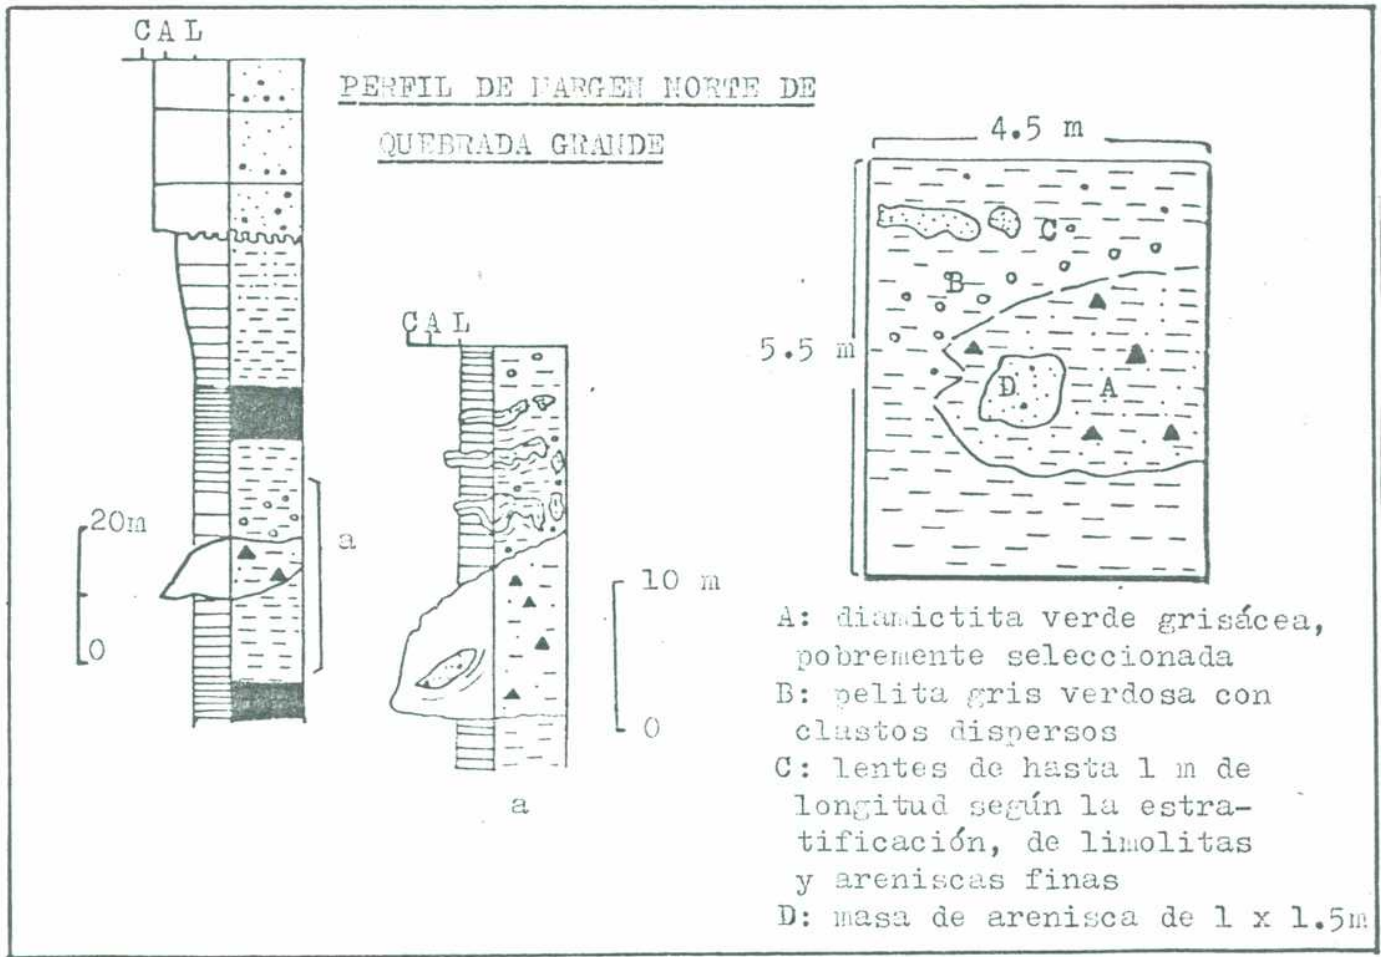 C A L
PERFIL DE MARGEN NORTE DE
QUEBRADA GRANDE
4.5 m
C
B
5.5 m
D
A
C A L
20m
a
0
10 m
0
a
A: diamictita verde grisácea,
pobremente seleccionada
B: pelita gris verdosa con
clastos dispersos
C: lentes de hasta 1 m de
longitud según la estra-
tificación, de limolitas
y areniscas finas
D: masa de arenisca de 1 x 1.5m